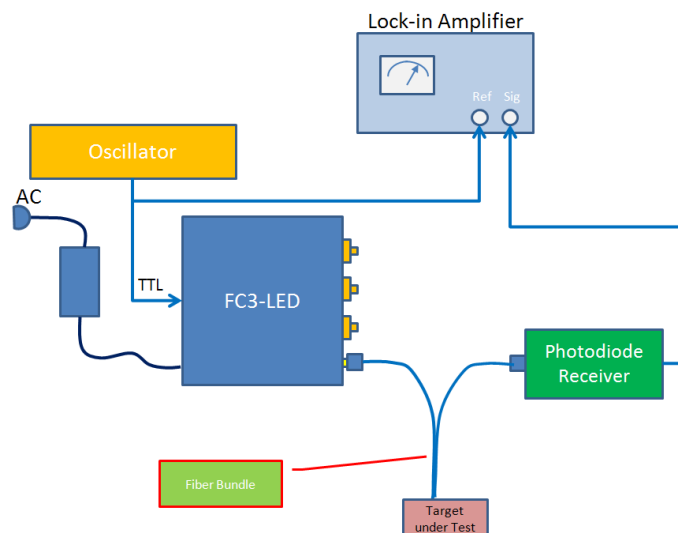 Lock-in Amplifier
Ref Sig
Oscillator
AC
TTL
FC3-LED
Photodiode
Receiver
Fiber Bundle
Target
under Test